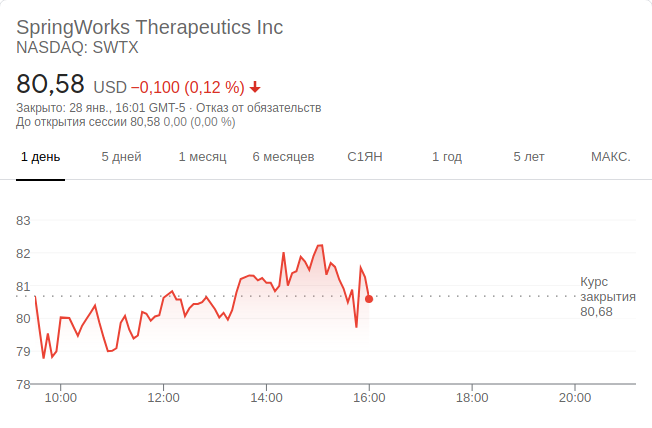 SpringWorks Therapeutics Inc
NASDAQ: SWTX
80,58 USD −0,100 (0,12 %)
Закрыто: 28 янв., 16:01 GMT-5 · Отказ от обязательств
До открытия сессии 80,58 0,00 (0,00 %)
1 день 5 дней 1 месяц 6 месяцев С1ЯН 1 год 5 лет МАКС.
83
82
81
80
79
78
Курс
закрытия
80,68
10:00 12:00 14:00 16:00 18:00 20:00